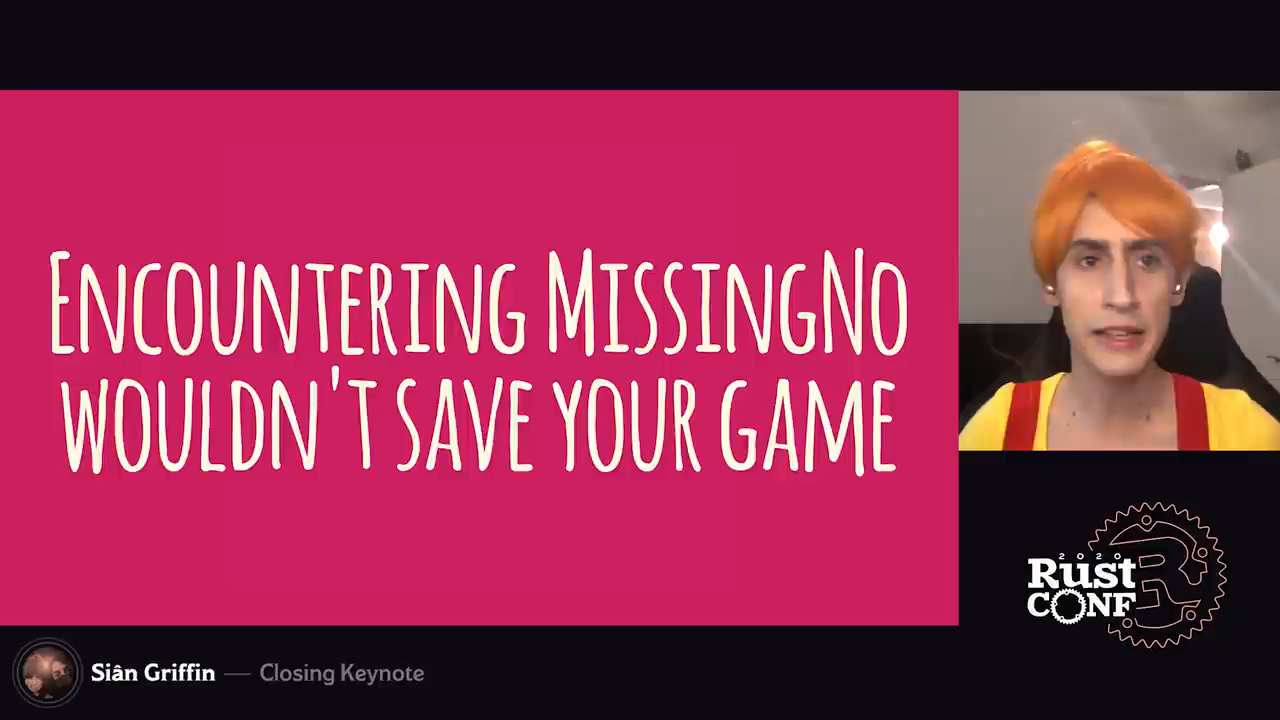 Encountering MissingNo
wouldn't save your game
2020
Rust
CONF
R
Siân Griffin — Closing Keynote